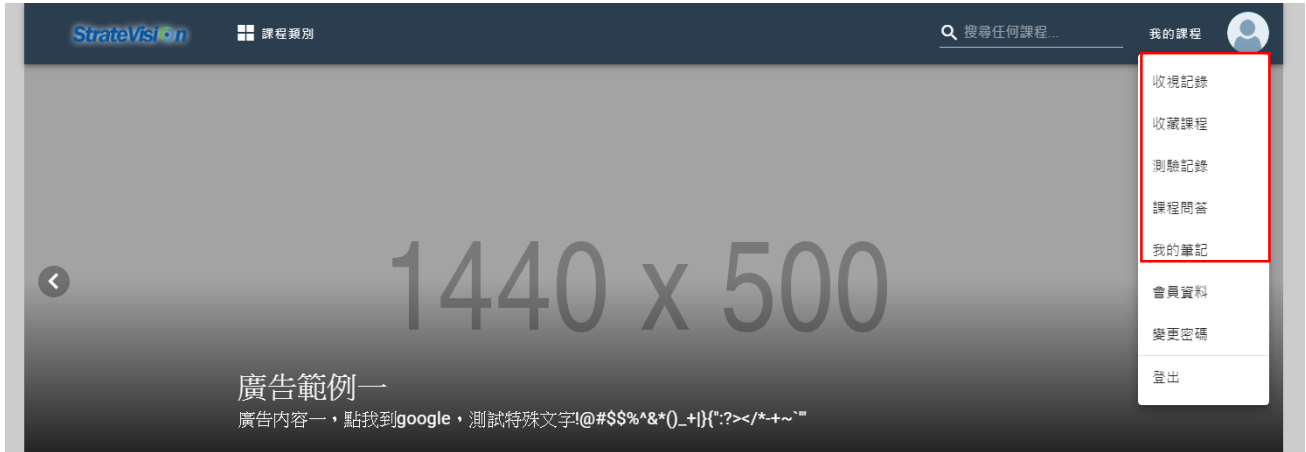 StrateVision
課程類別
搜尋任何課程...
我的課程
收視記錄
收藏課程
測驗記錄
課程問答
我的筆記
會員資料
變更密碼
登出
1440 x 500
廣告範例一
廣告內容一，點我到google，測試特殊文字!@#$$%^&*()_+|}{":?></*-+~`'"